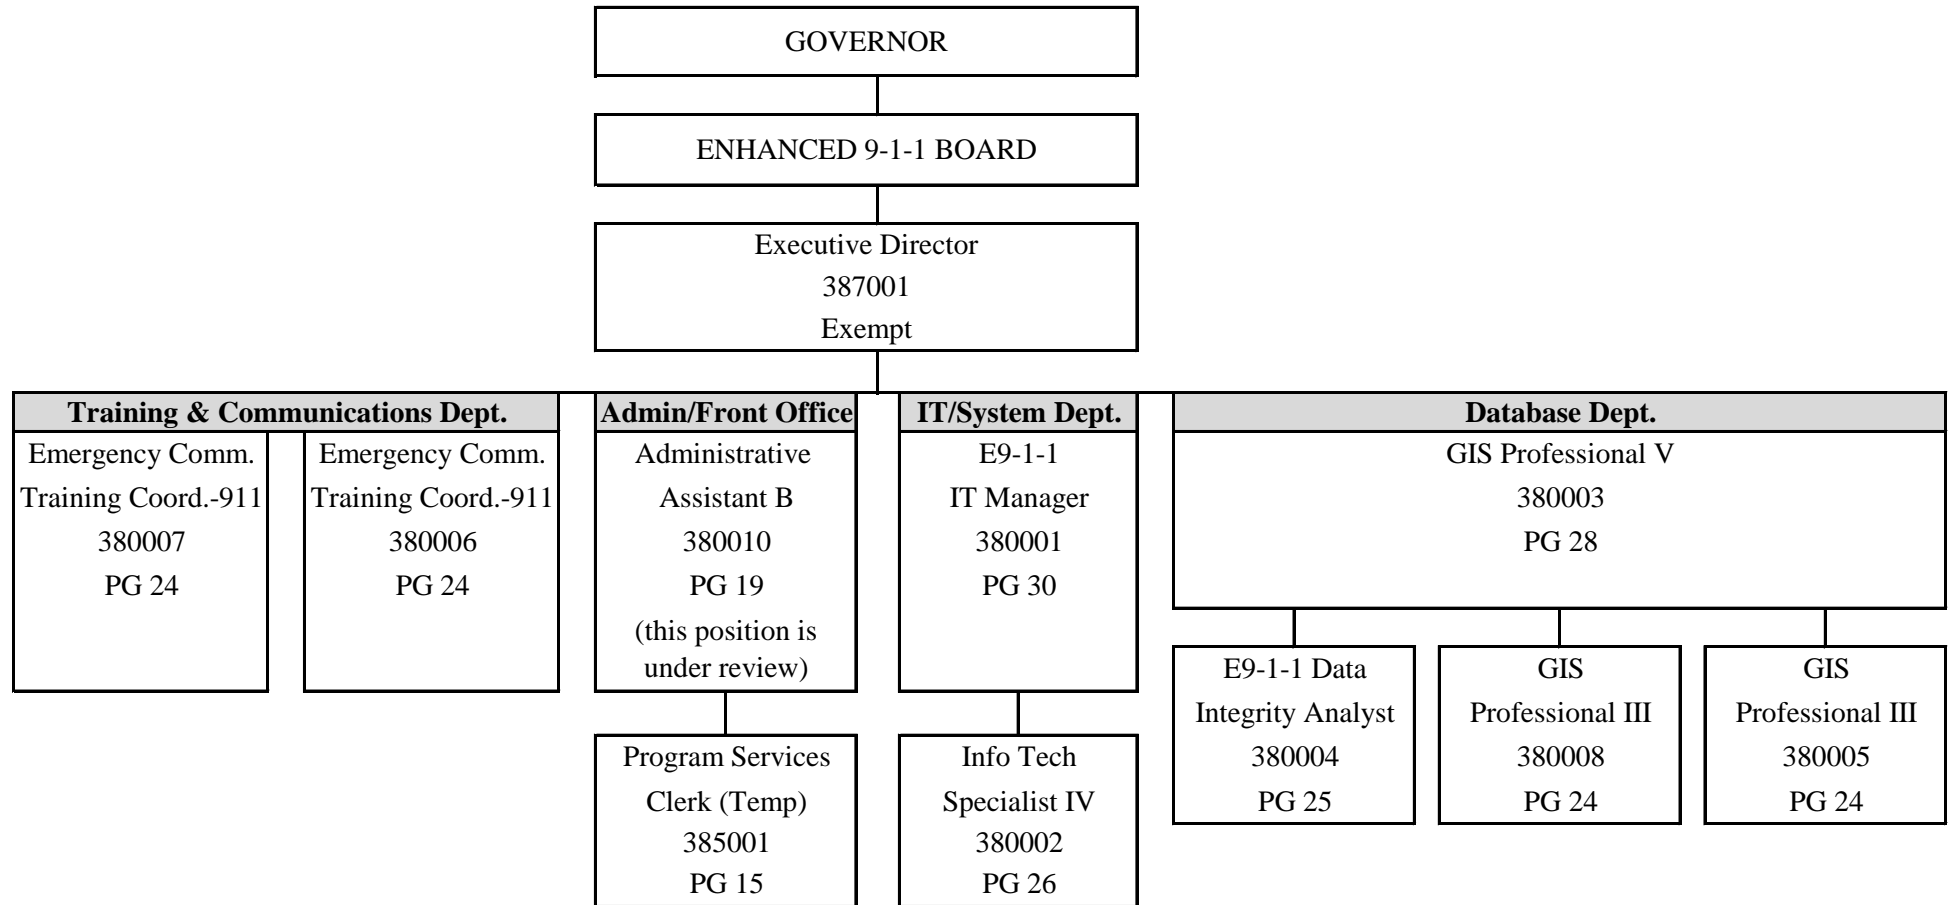 GOVERNOR
ENHANCED 9-1-1 BOARD
Executive Director
387001
Exempt
Training & Communications Dept.
Emergency Comm.
Training Coord.-911
380007
PG 24
Emergency Comm.
Training Coord.-911
380006
PG 24
Admin/Front Office
Administrative
Assistant B
380010
PG 19
(this position is
under review)
Program Services
Clerk (Temp)
385001
PG 15
IT/System Dept.
E9-1-1
IT Manager
380001
PG 30
Info Tech
Specialist IV
380002
PG 26
Database Dept.
GIS Professional V
380003
PG 28
E9-1-1 Data
Integrity Analyst
380004
PG 25
GIS
Professional III
380008
PG 24
GIS
Professional III
380005
PG 24